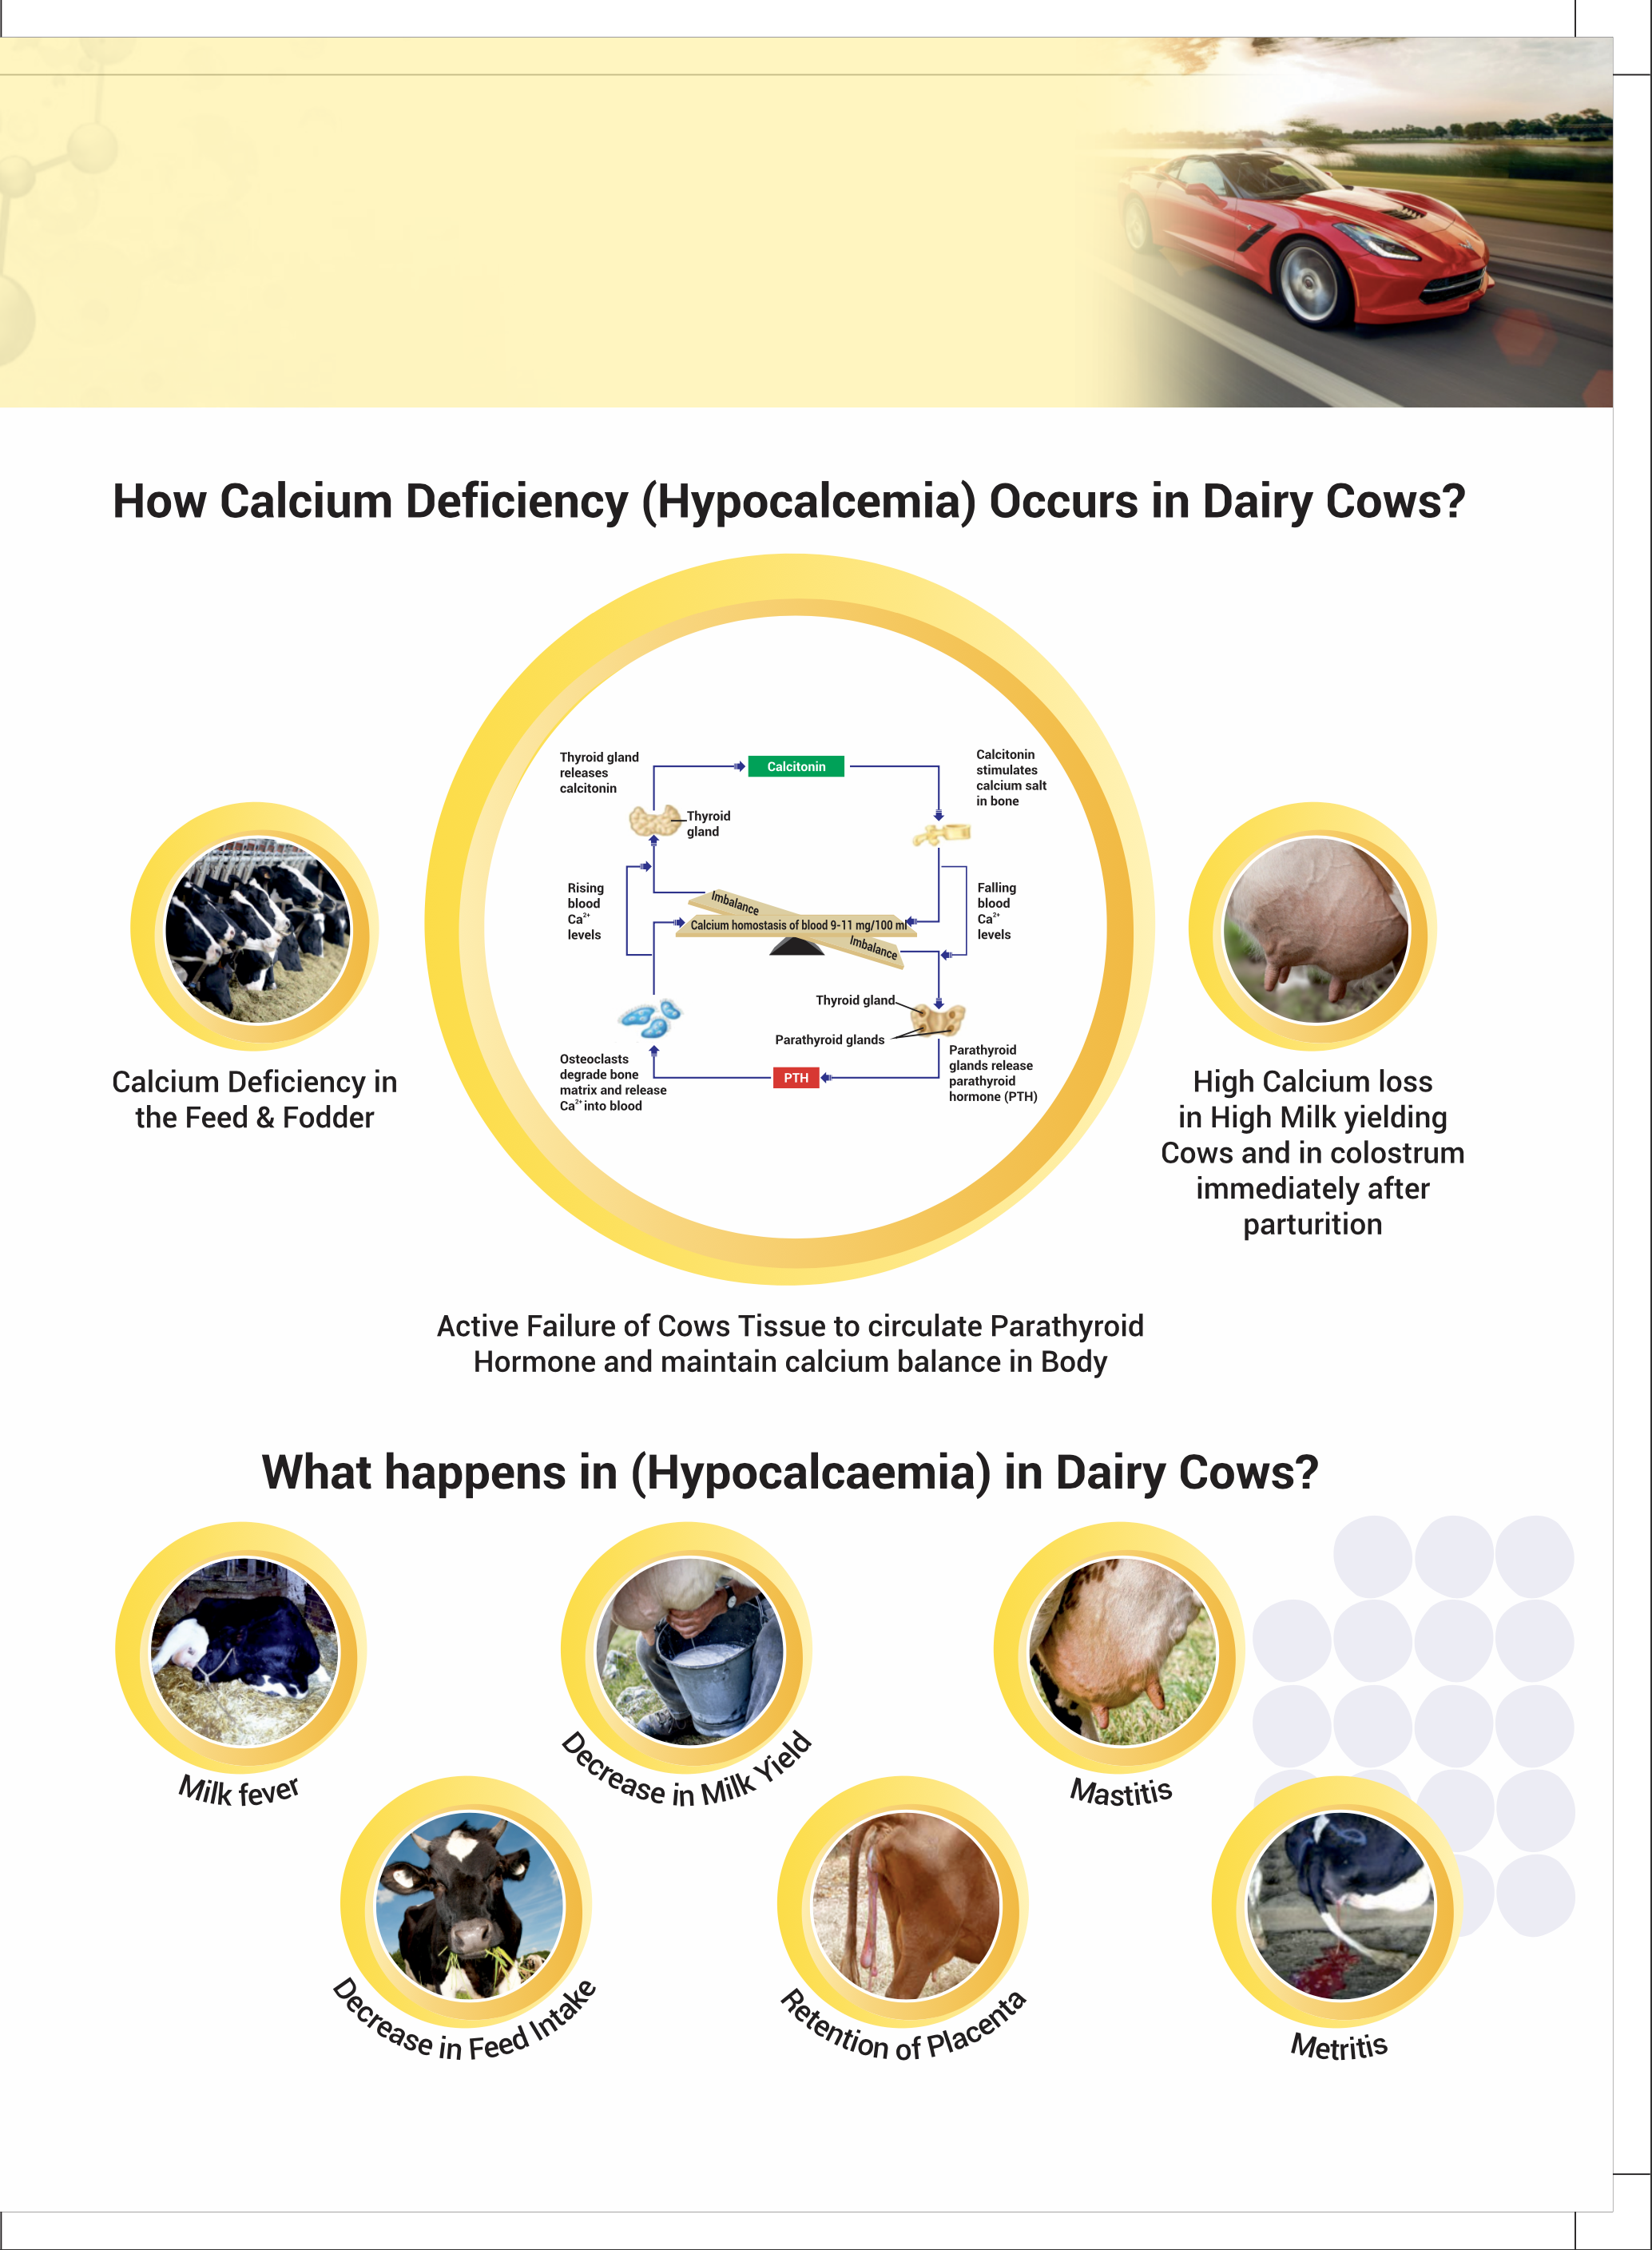 How Calcium Deficiency (Hypocalcemia) Occurs in Dairy Cows?
Thyroid gland
releases
calcitonin
Calcitonin
Calcitonin
stimulates
calcium salt
in bone
Thyroid
gland
Rising
blood
Ca2+
levels
Imbalance
Calcium homostasis of blood 9-11 mg/100 ml
Imbalance
Falling
blood
Ca2+
levels
Thyroid gland
Parathyroid glands
Osteoclasts
degrade bone
matrix and release
Ca2+ into blood
PTH
Parathyroid
glands release
parathyroid
hormone (PTH)
Calcium Deficiency in
the Feed & Fodder
High Calcium loss
in High Milk yielding
Cows and in colostrum
immediately after
parturition
Active Failure of Cows Tissue to circulate Parathyroid
Hormone and maintain calcium balance in Body
What happens in (Hypocalcaemia) in Dairy Cows?
Milk fever
Decrease in Milk Yield
Mastitis
Decrease in Feed Intake
Retention of Placenta
Metritis